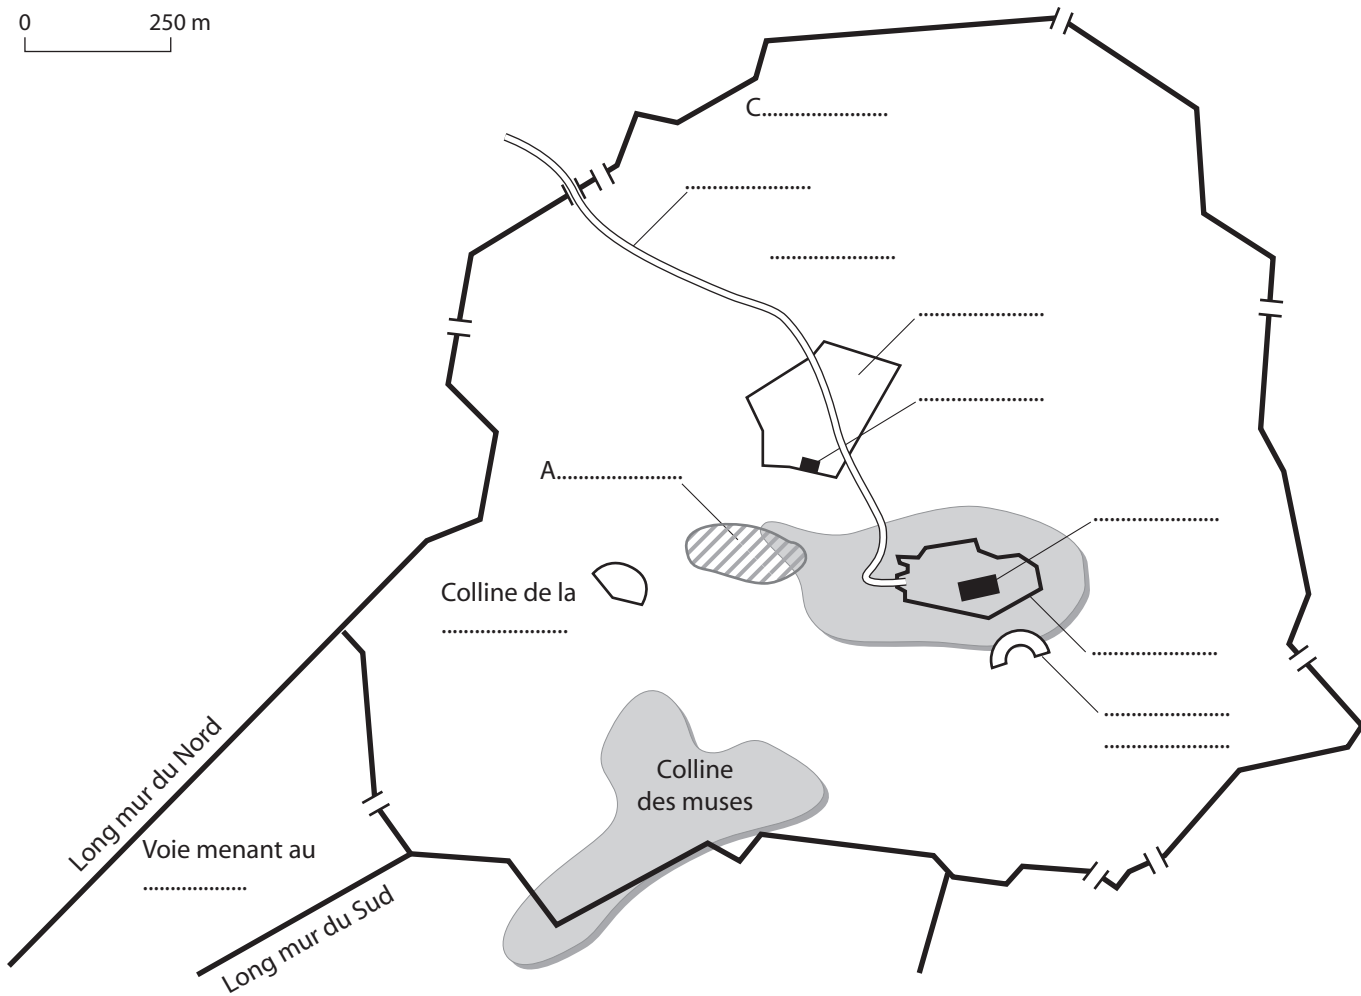 0 250 m
C......................
......................
......................
......................
......................
A......................
......................
Colline de la
......................
......................
......................
......................
Colline
des muses
Long mur du Nord
Voie menant au
..................
Long mur du Sud